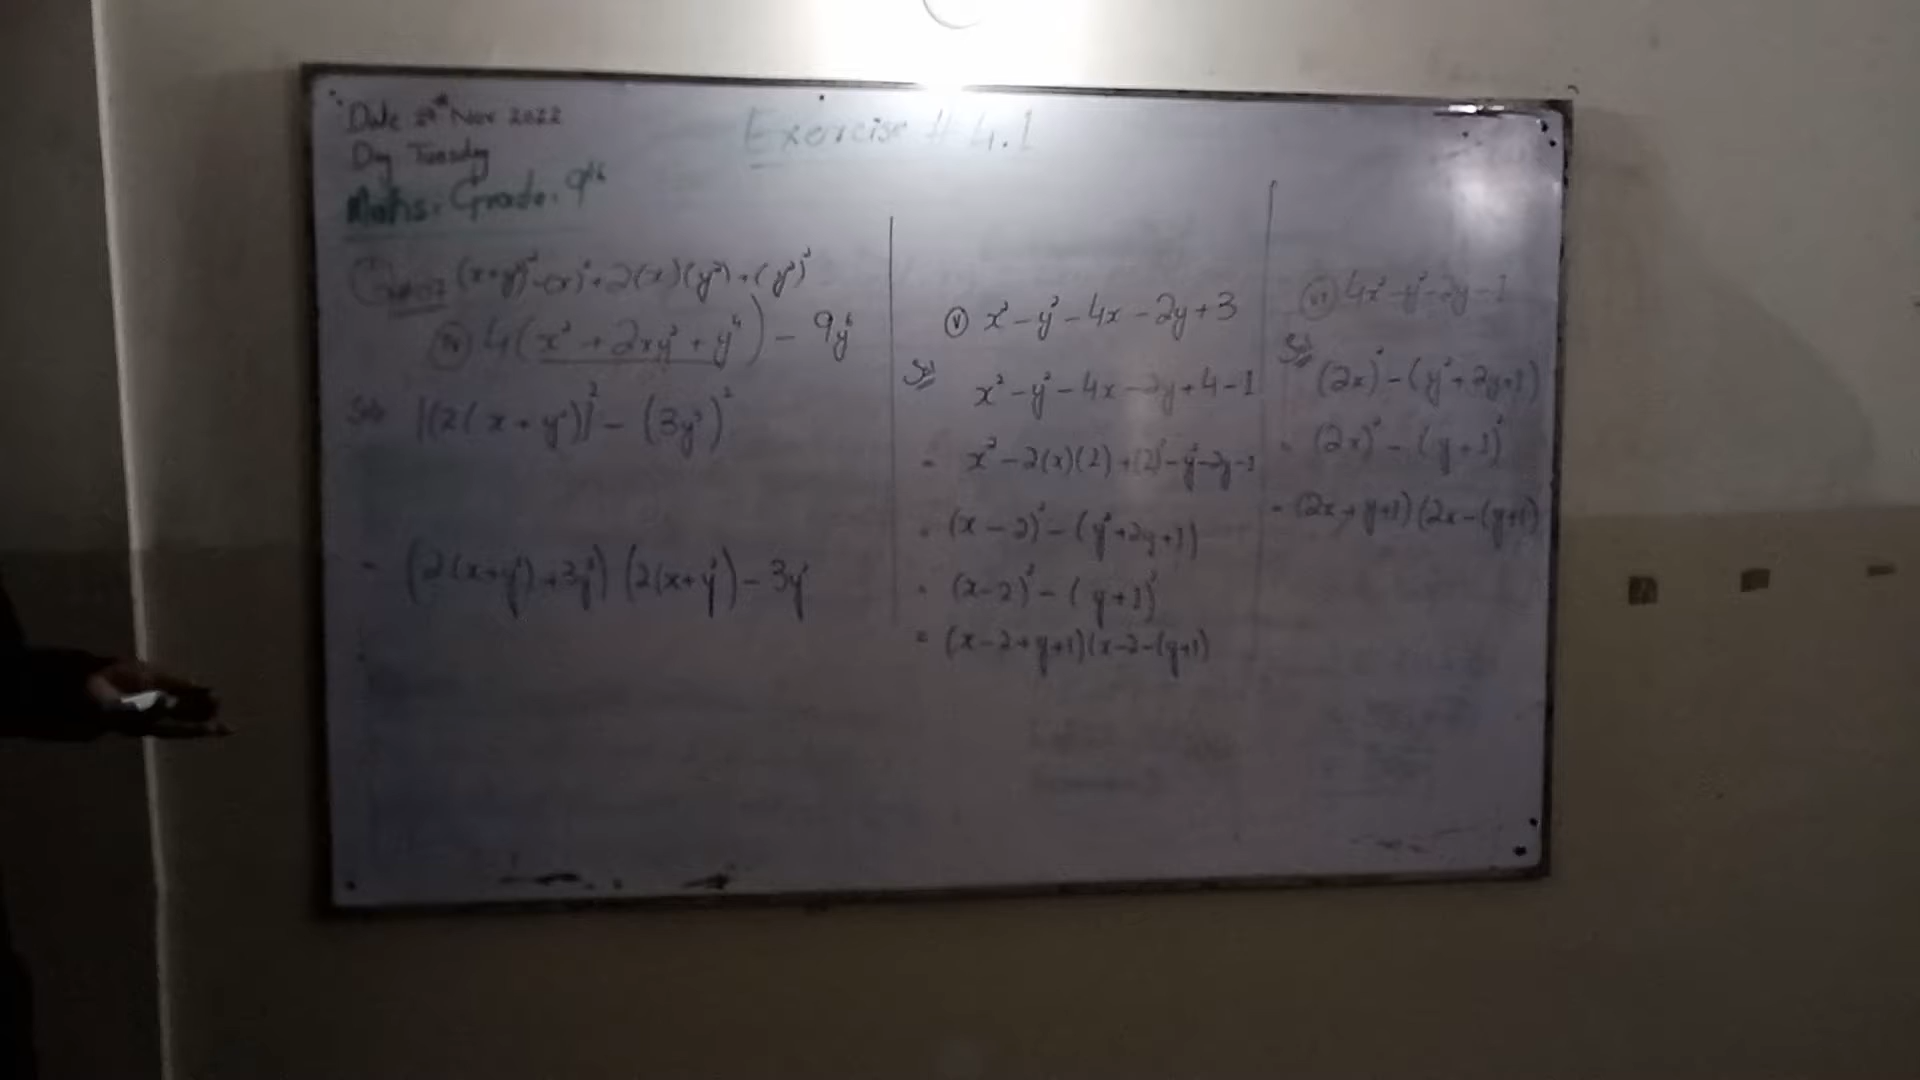 Date 29th Nov 2022
Day Tuesday
Maths. Grade. 9th
Exercise # 4.1
(x+y²)² = (x)² + 2(x)(y²) + (y²)²
(iv) 4(x² + 2xy² + y⁴) - 9y⁶
Sol: [(2(x + y²)]² - (3y³)²
= (2(x+y²)+3y³) (2(x+y²) - 3y³
(v) x² - y² - 4x - 2y + 3
Sol
x² - y² - 4x - 2y + 4 - 1
= x² - 2(x)(2) + (2)² - y² - 2y - 1
= (x - 2)² - (y² + 2y + 1)
= (x - 2)² - (y + 1)²
= (x - 2 + y + 1)(x - 2 - (y+1)
(vi) 4x² - y² - 2y - 1
Sol
(2x)² - (y² + 2y + 1)
= (2x)² - (y + 1)²
= (2x + y + 1) (2x - (y+1)